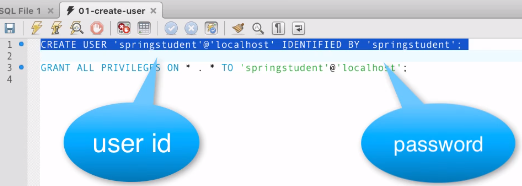 SQL File 1 × 01-create-user ×
1 CREATE USER 'springstudent'@'localhost' IDENTIFIED BY 'springstudent';
2
3 GRANT ALL PRIVILEGES ON * . * TO 'springstudent'@'localhost';
4
user id
password